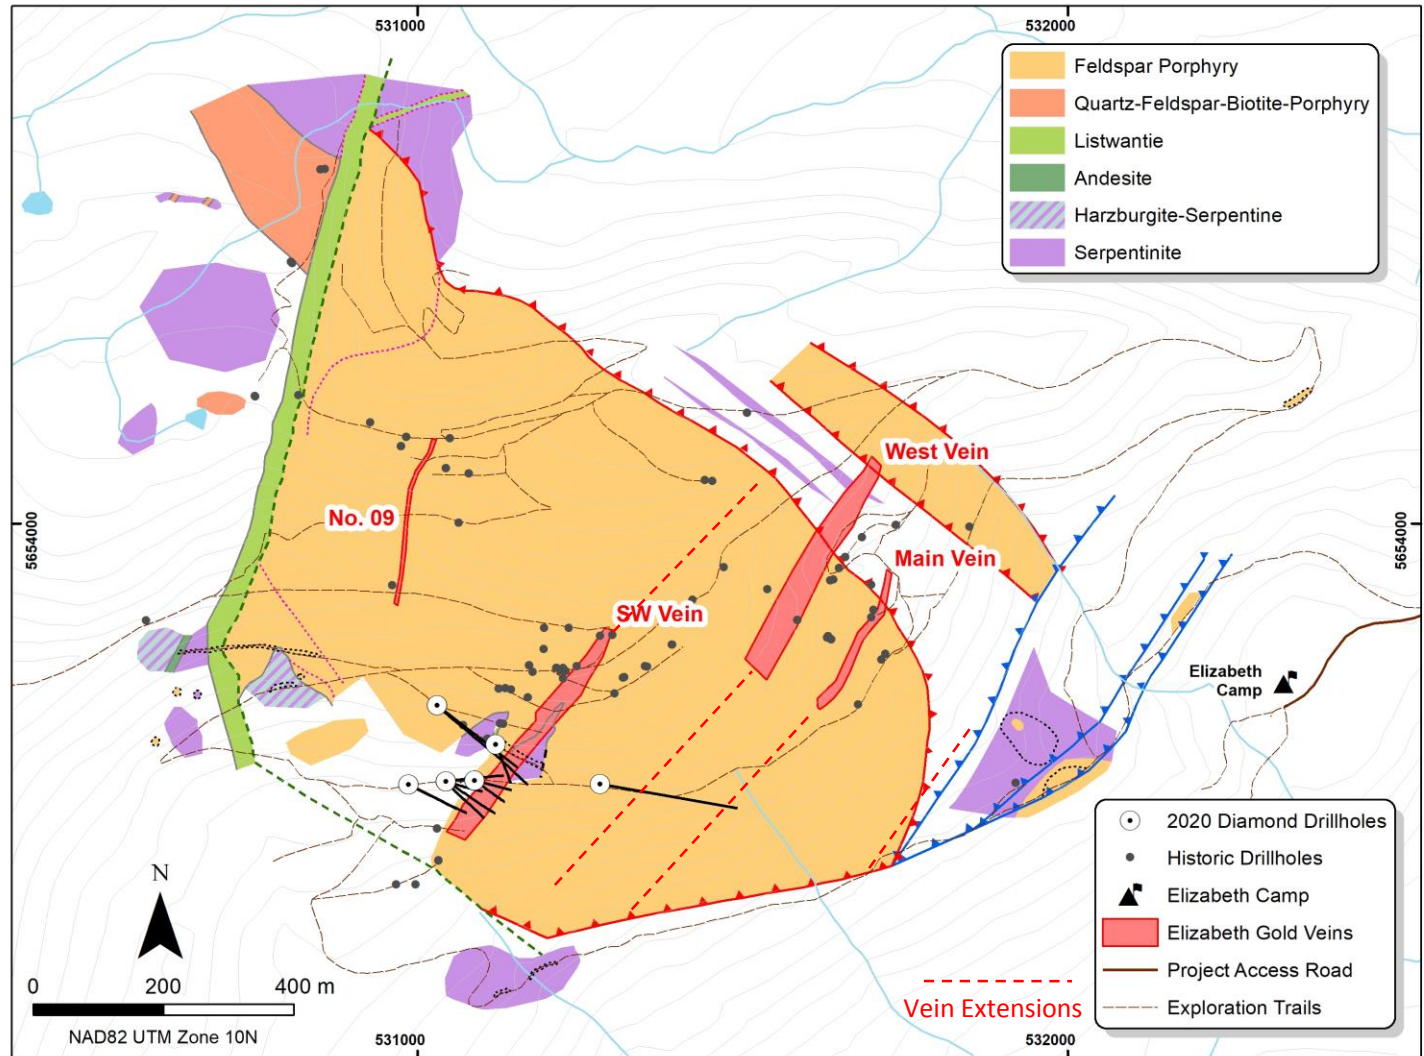 531000
532000
Feldspar Porphyry
Quartz-Feldspar-Biotite-Porphyry
Listwantie
Andesite
Harzburgite-Serpentine
Serpentinite
West Vein
No. 09
5654000
5654000
Main Vein
SW Vein
Elizabeth
Camp
N
2020 Diamond Drillholes
Historic Drillholes
Elizabeth Camp
Elizabeth Gold Veins
Project Access Road
Exploration Trails
Vein Extensions
0 200 400 m
NAD82 UTM Zone 10N
531000
532000